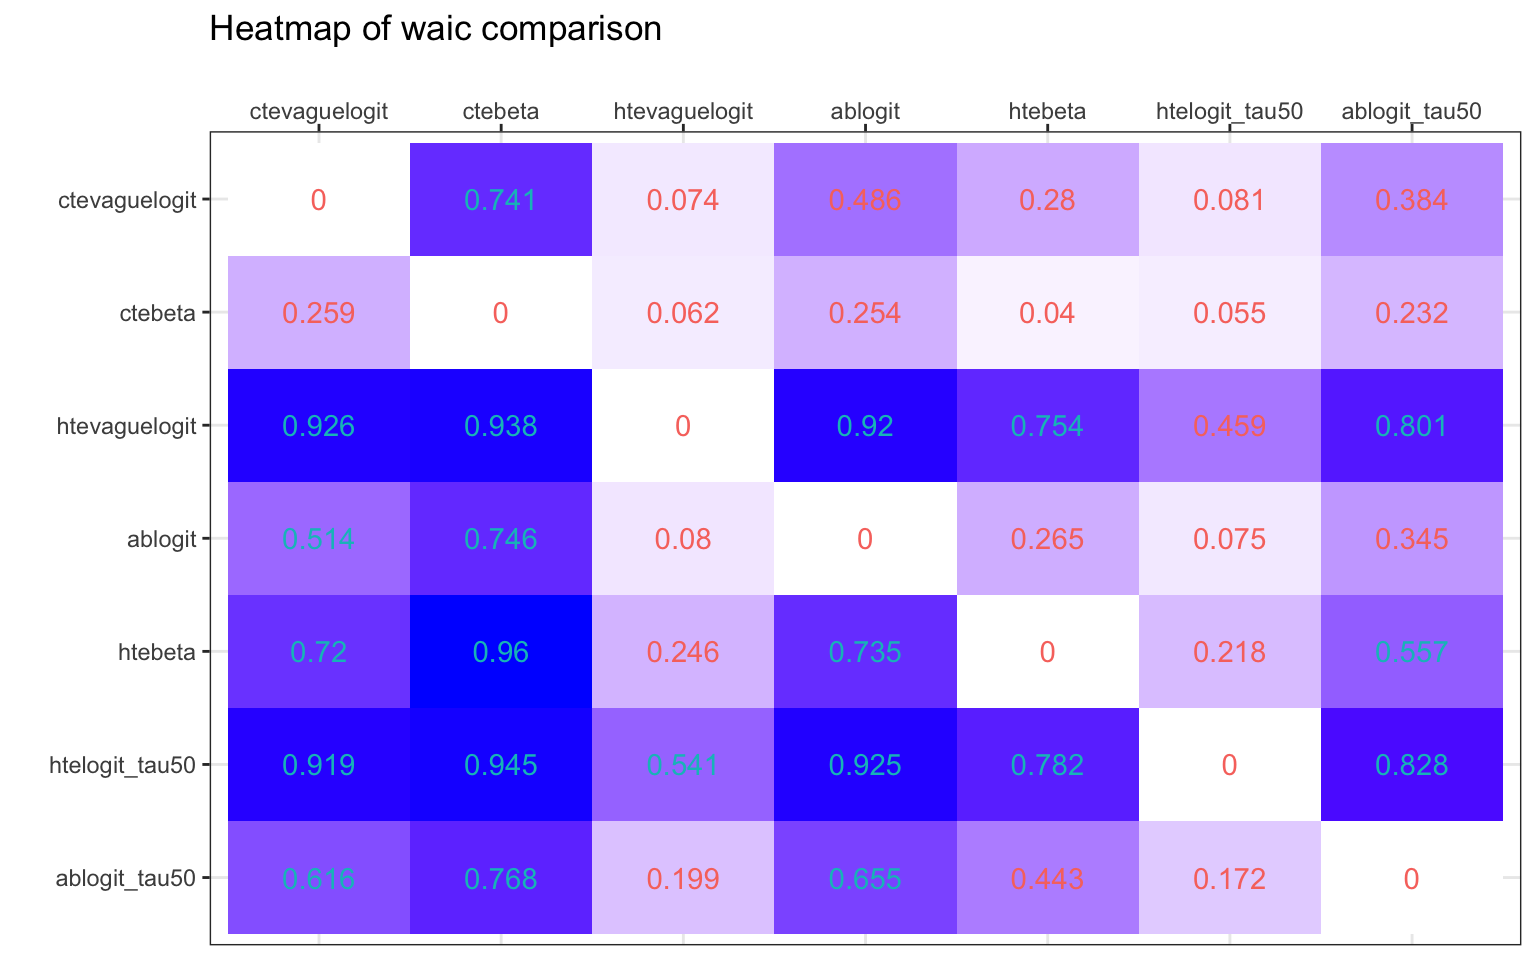 Heatmap of waic comparison
ctevaguelogit ctebeta htevaguelogit ablogit htebeta htelogit_tau50 ablogit_tau50
ctevaguelogit 0 0.741 0.074 0.486 0.28 0.081 0.384
ctebeta 0.259 0 0.062 0.254 0.04 0.055 0.232
htevaguelogit 0.926 0.938 0 0.92 0.754 0.459 0.801
ablogit 0.514 0.746 0.08 0 0.265 0.075 0.345
htebeta 0.72 0.96 0.246 0.735 0 0.218 0.557
htelogit_tau50 0.919 0.945 0.541 0.925 0.782 0 0.828
ablogit_tau50 0.616 0.768 0.199 0.655 0.443 0.172 0